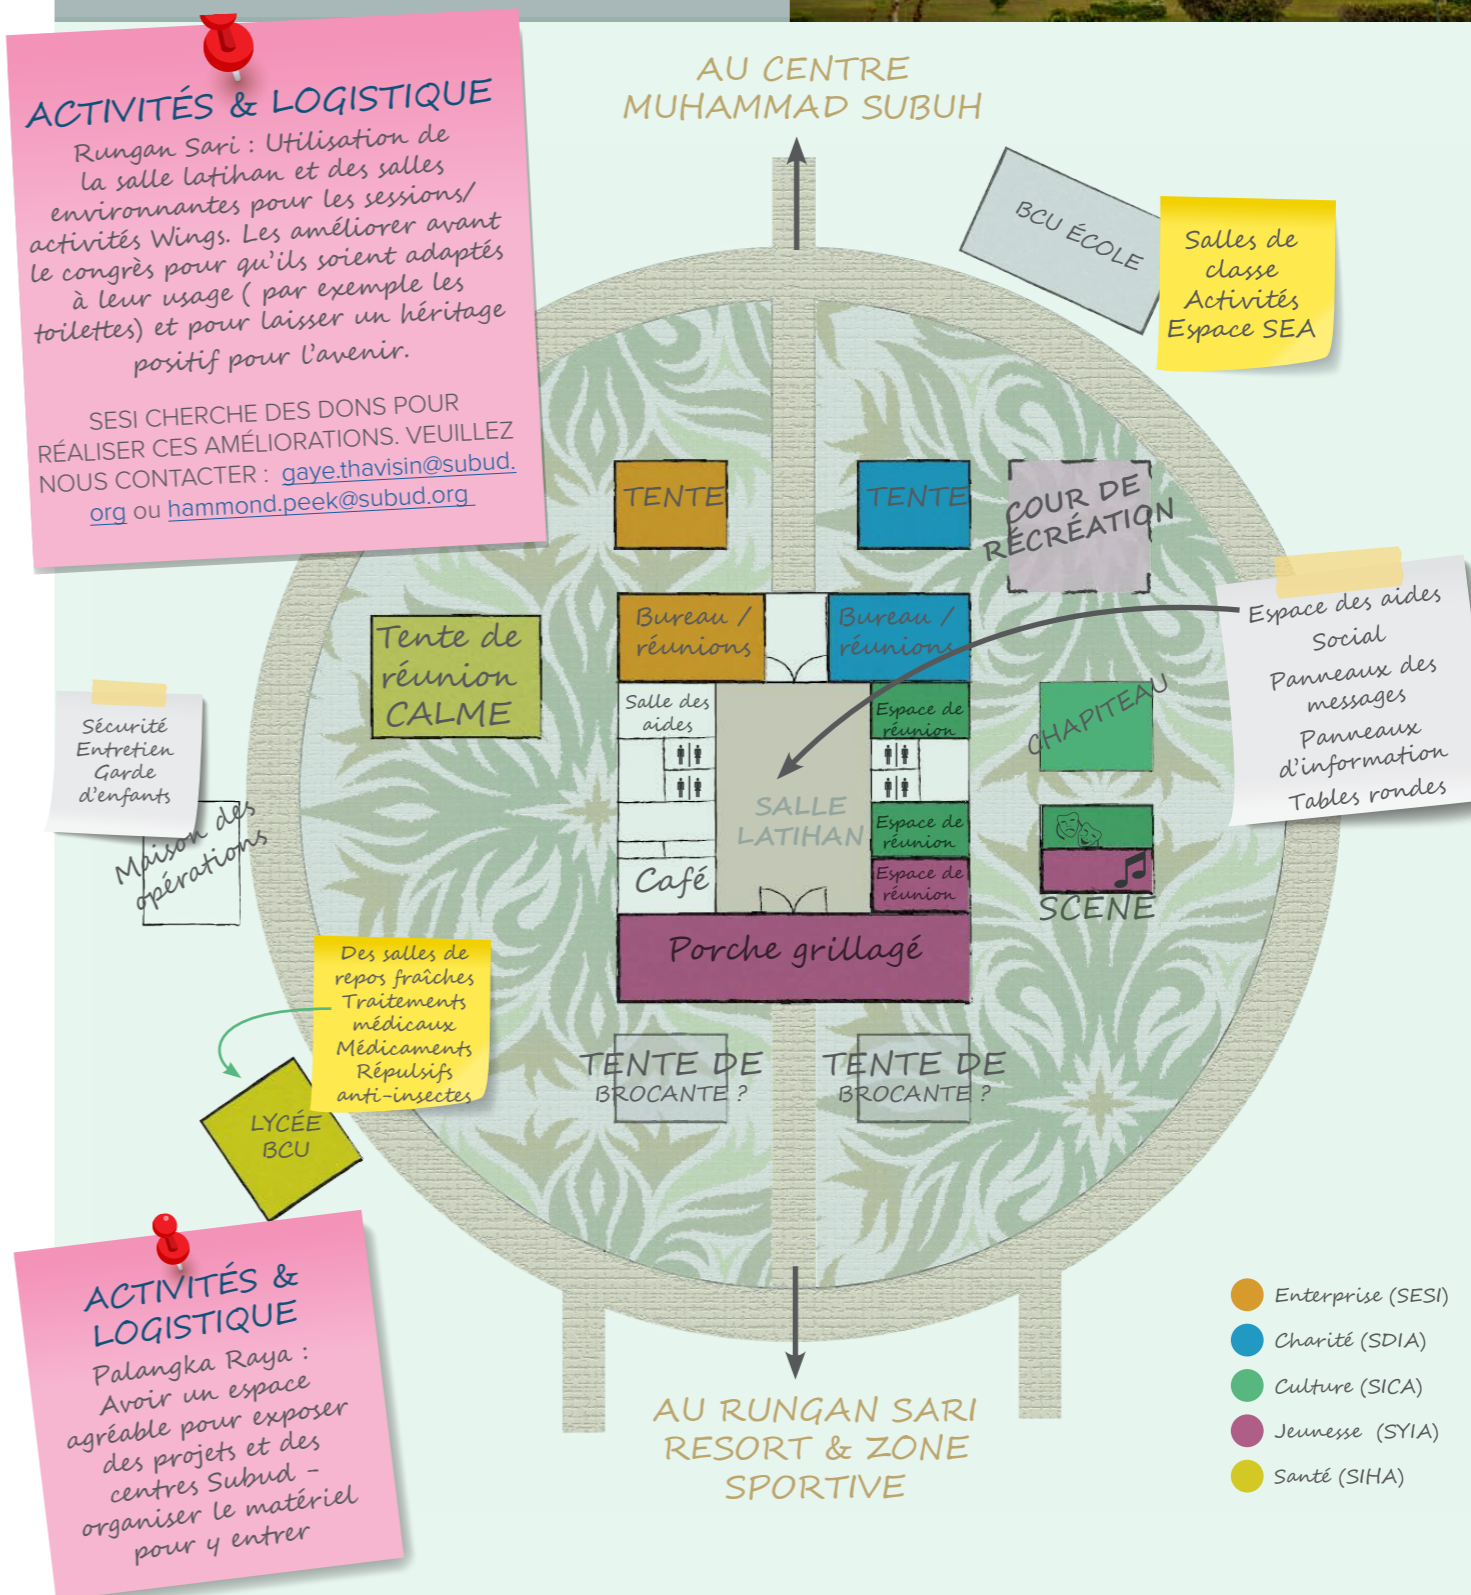 ACTIVITÉS & LOGISTIQUE
Rungan Sari : Utilisation de
la salle latihan et des salles
environnantes pour les sessions/
activités Wings. Les améliorer avant
le congrès pour qu'ils soient adaptés
à leur usage ( par exemple les
toilettes) et pour laisser un héritage
positif pour l'avenir.
SESI CHERCHE DES DONS POUR
RÉALISER CES AMÉLIORATIONS. VEUILLEZ
NOUS CONTACTER : gaye.thavisin@subud.
org ou hammond.peek@subud.org
AU CENTRE
MUHAMMAD SUBUH
BCU ÉCOLE
Salles de
classe
Activités
Espace SEA
TENTE
TENTE
COUR DE
RÉCRÉATION
Bureau /
réunions
Bureau /
réunions
Tente de
réunion
CALME
Espace des aides
Social
Panneaux des
messages
Panneaux
d'information
Tables rondes
Sécurité
Entretien
Garde
d'enfants
Maison des
opérations
Salle des
aides
Espace de
réunion
CHAPITEAU
SALLE
LATIHAN
Espace de
réunion
Café
Espace de
réunion
SCENE
Porche grillagé
Des salles de
repos fraîches
Traitements
médicaux
Médicaments
Répulsifs
anti-insectes
TENTE DE
BROCANTE ?
TENTE DE
BROCANTE ?
LYCÉE
BCU
ACTIVITÉS &
LOGISTIQUE
Palangka Raya :
Avoir un espace
agréable pour exposer
des projets et des
centres Subud -
organiser le matériel
pour y entrer
AU RUNGAN SARI
RESORT & ZONE
SPORTIVE
Enterprise (SESI)
Charité (SDIA)
Culture (SICA)
Jeunesse (SYIA)
Santé (SIHA)